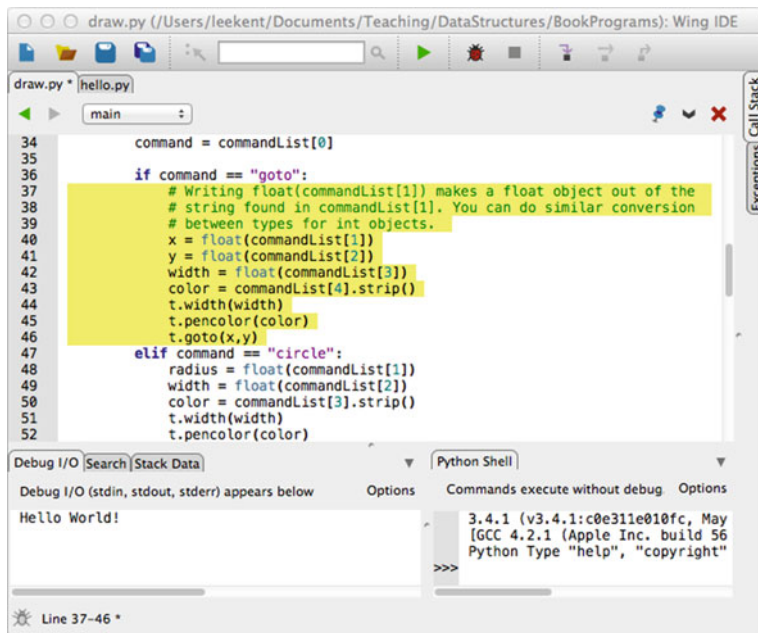 draw.py (/Users/leekent/Documents/Teaching/DataStructures/BookPrograms): Wing IDE
draw.py * hello.py
main
Call Stack
Exceptions
34 command = commandList[0]
35
36 if command == "goto":
37 # Writing float(commandList[1]) makes a float object out of the
38 # string found in commandList[1]. You can do similar conversion
39 # between types for int objects.
40 x = float(commandList[1])
41 y = float(commandList[2])
42 width = float(commandList[3])
43 color = commandList[4].strip()
44 t.width(width)
45 t.pencolor(color)
46 t.goto(x,y)
47 elif command == "circle":
48 radius = float(commandList[1])
49 width = float(commandList[2])
50 color = commandList[3].strip()
51 t.width(width)
52 t.pencolor(color)
Debug I/O Search Stack Data
Debug I/O (stdin, stdout, stderr) appears below Options
Hello World!
Python Shell
Commands execute without debug. Options
3.4.1 (v3.4.1:c0e311e010fc, May
[GCC 4.2.1 (Apple Inc. build 56
Python Type "help", "copyright"
>>>
Line 37-46 *